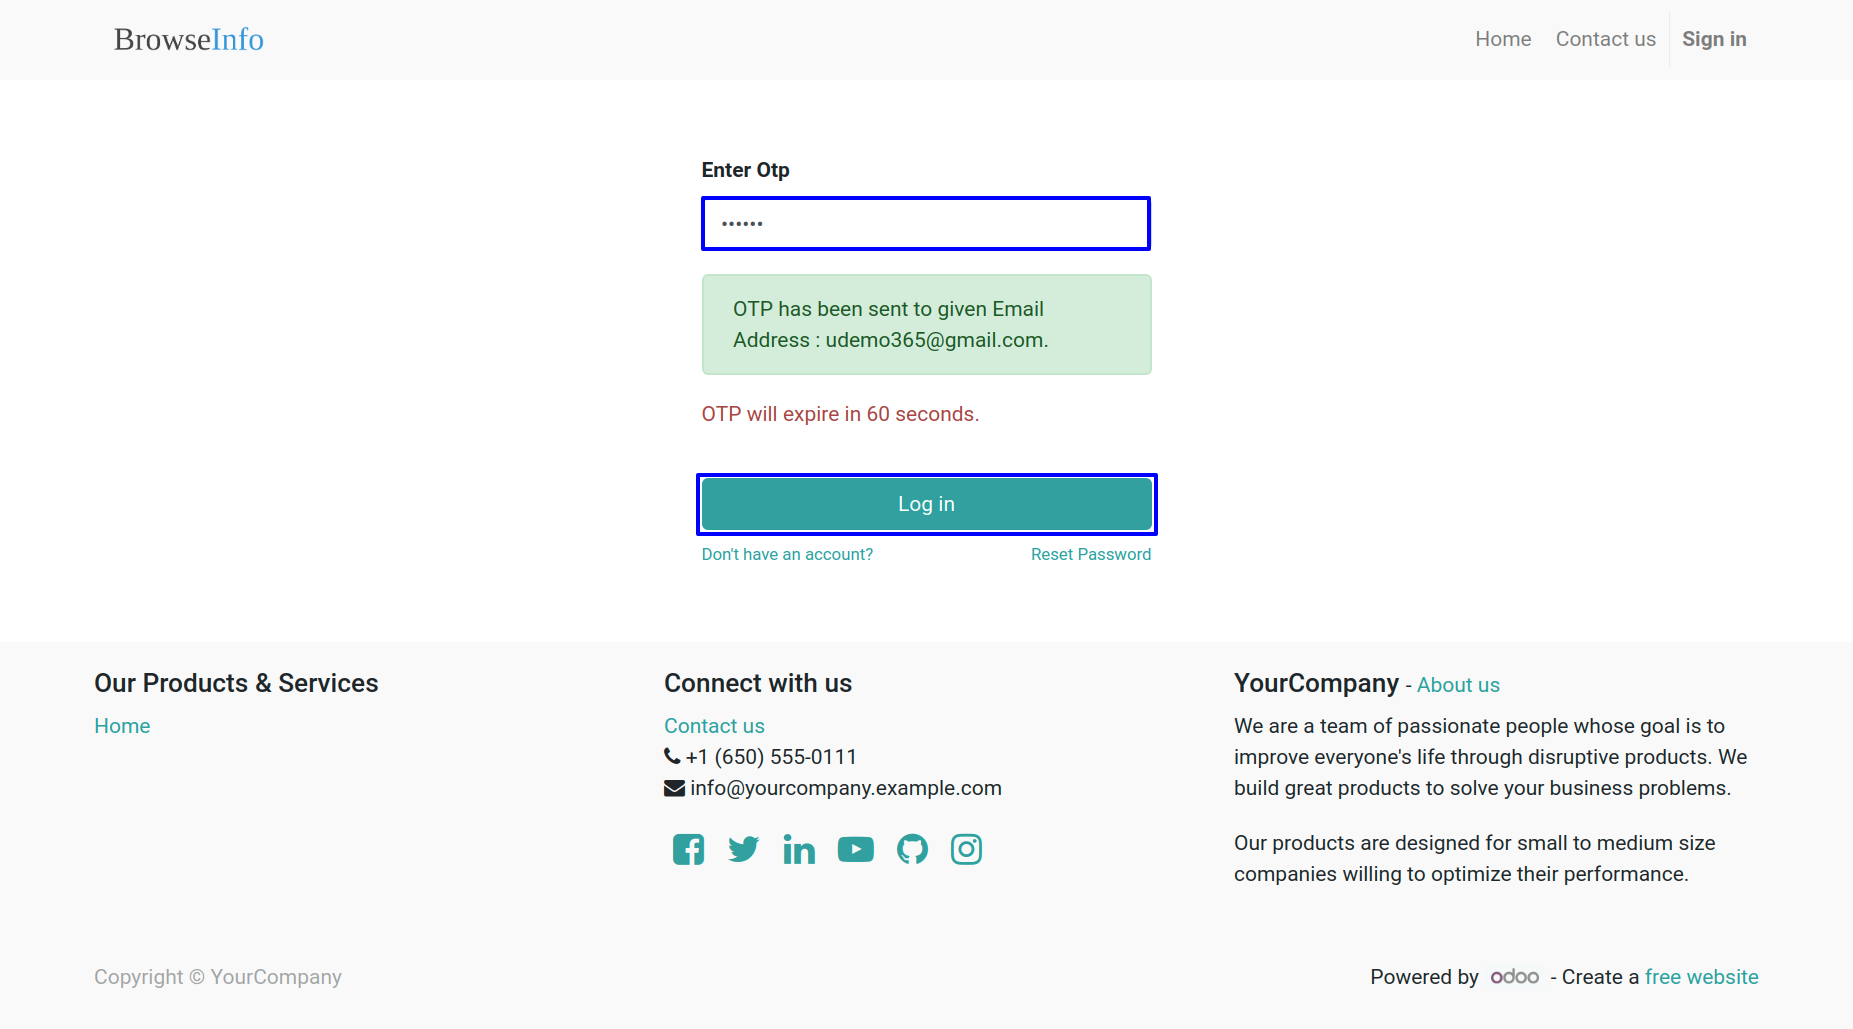 BrowseInfo
Home Contact us Sign in
Enter Otp
••••••
OTP has been sent to given Email
Address : udemo365@gmail.com.
OTP will expire in 60 seconds.
Log in
Don't have an account? Reset Password
Our Products & Services
Home
Connect with us
Contact us
+1 (650) 555-0111
info@yourcompany.example.com
YourCompany - About us
We are a team of passionate people whose goal is to
improve everyone's life through disruptive products. We
build great products to solve your business problems.
Our products are designed for small to medium size
companies willing to optimize their performance.
Copyright © YourCompany
Powered by odoo - Create a free website